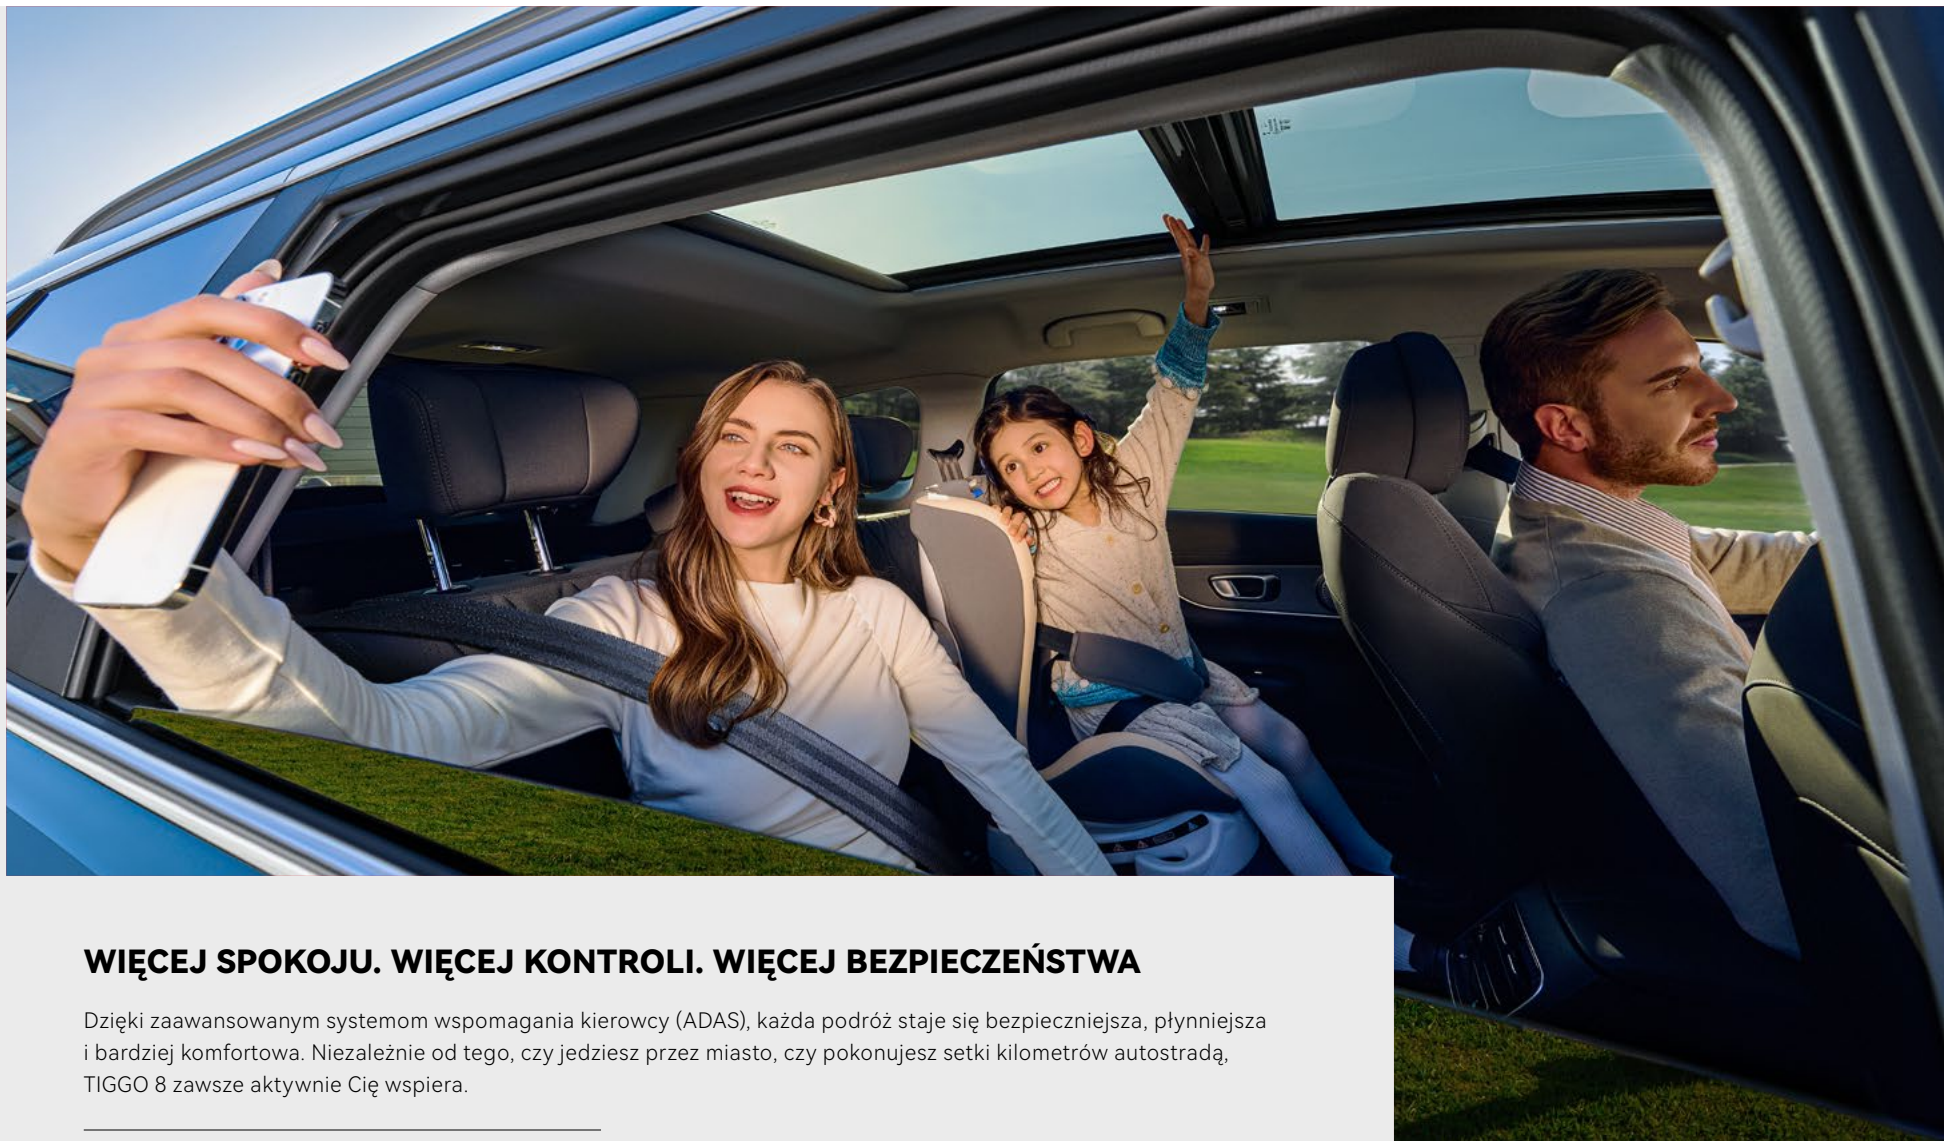 WIĘCEJ SPOKOJU. WIĘCEJ KONTROLI. WIĘCEJ BEZPIECZEŃSTWA
Dzięki zaawansowanym systemom wspomagania kierowcy (ADAS), każda podróż staje się bezpieczniejsza, płynniejsza
i bardziej komfortowa. Niezależnie od tego, czy jedziesz przez miasto, czy pokonujesz setki kilometrów autostradą,
TIGGO 8 zawsze aktywnie Cię wspiera.